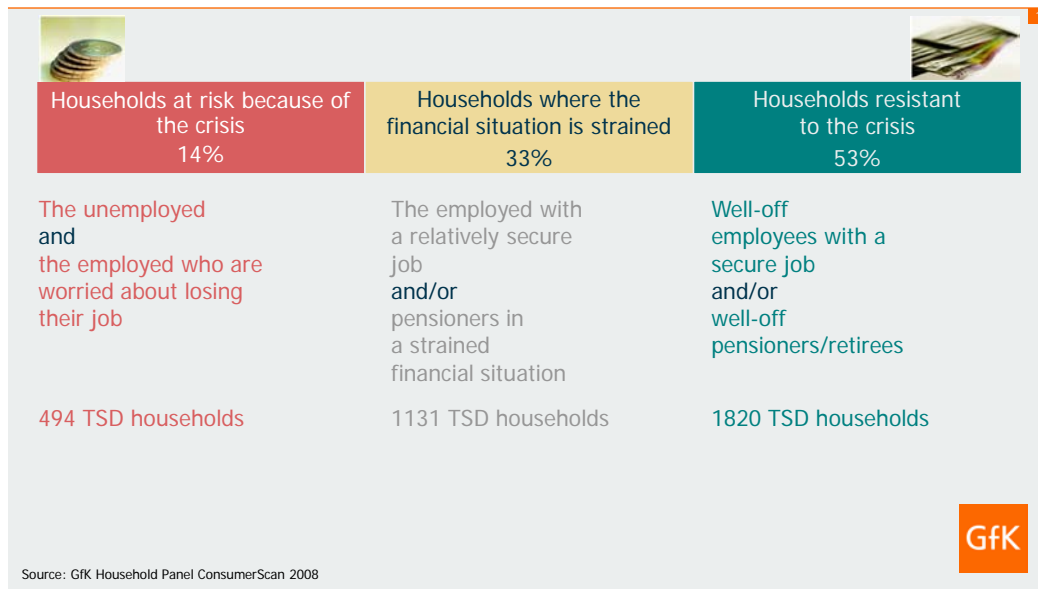 Households at risk because of
the crisis
14%
Households where the
financial situation is strained
33%
Households resistant
to the crisis
53%
The unemployed
and
the employed who are
worried about losing
their job
494 TSD households
The employed with
a relatively secure
job
and/or
pensioners in
a strained
financial situation
1131 TSD households
Well-off
employees with a
secure job
and/or
well-off
pensioners/retirees
1820 TSD households
GfK
Source: GfK Household Panel ConsumerScan 2008